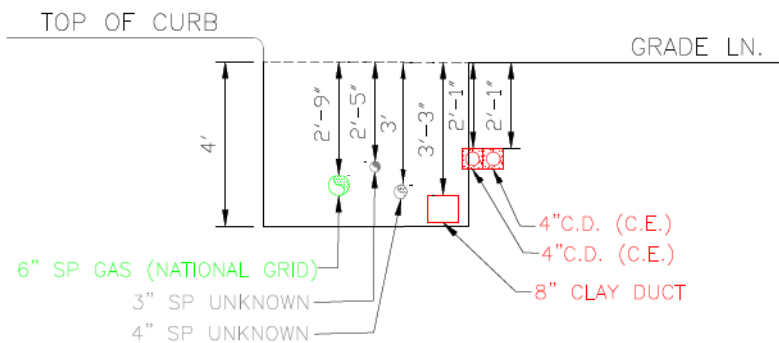 TOP OF CURB
GRADE LN.
4'
2'-9"
2'-5"
3'
3'-3"
2'-1"
2'-1"
4"C.D. (C.E.)
4"C.D. (C.E.)
6" SP GAS (NATIONAL GRID)
8" CLAY DUCT
3" SP UNKNOWN
4" SP UNKNOWN